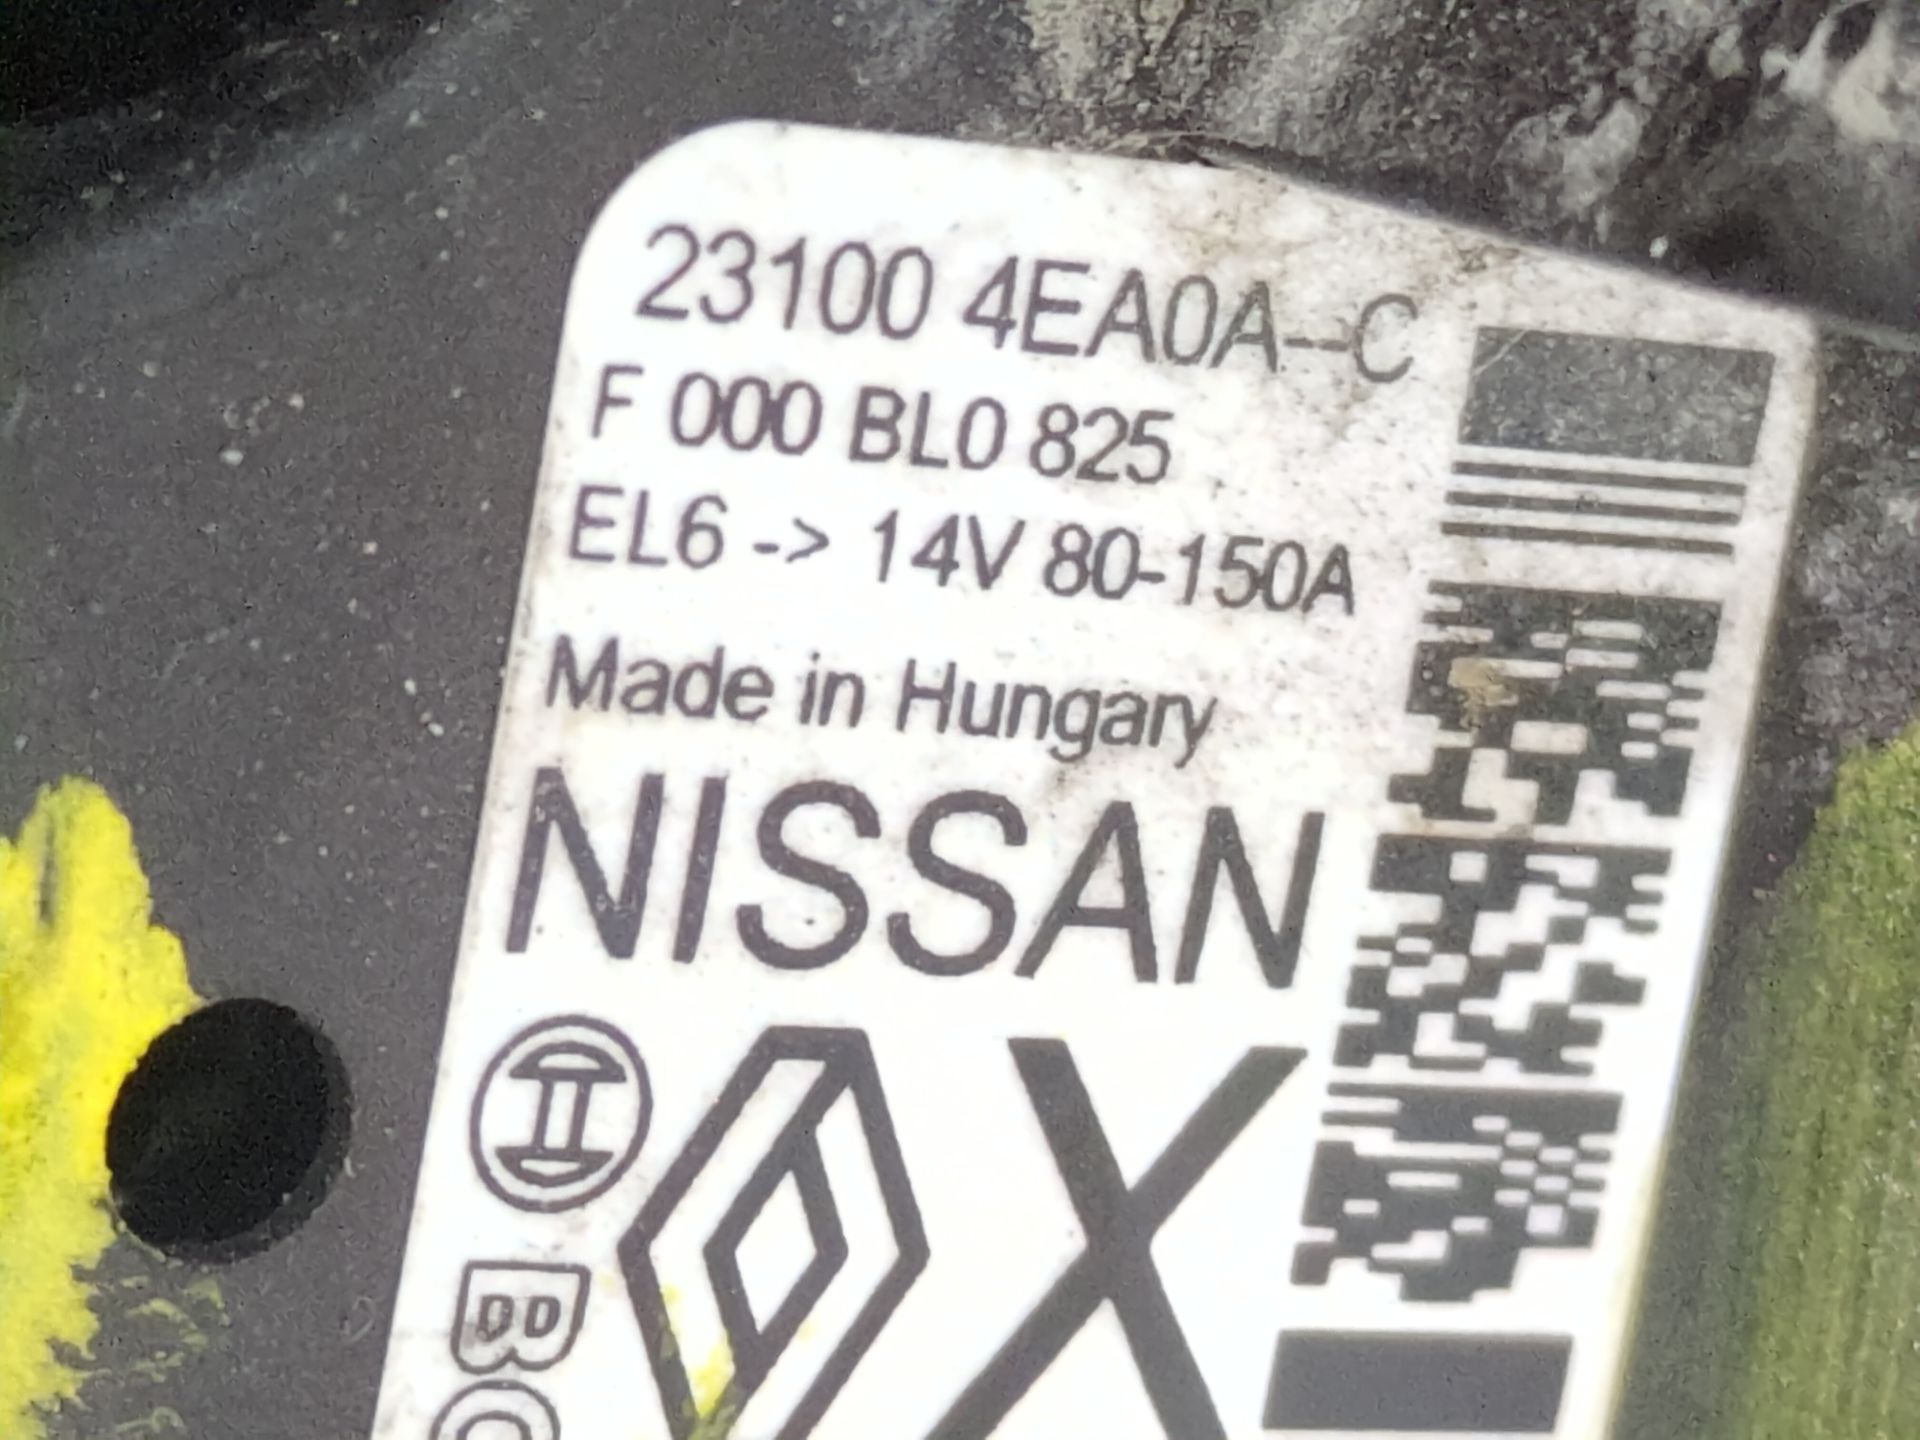 23100 4EA0A--C
F 000 BL0 825
EL6 -> 14V 80-150A
Made in Hungary
NISSAN
X